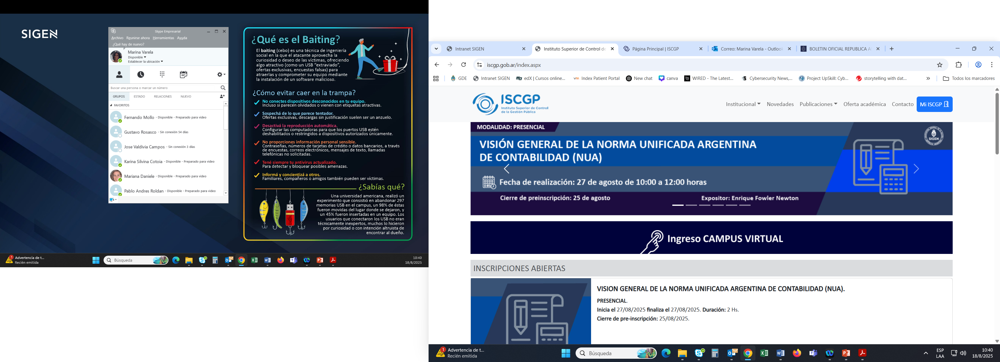 SIGEN
Skype Empresarial
Archivo Reunirse ahora Herramientas Ayuda
¿Qué hay de nuevo?
Marina Varela
Disponible
Establecer la ubicación
Buscar una persona o marcar un número
GRUPOS ESTADO RELACIONES NUEVO
FAVORITOS
Fernando Mollo - Disponible - Preparado para video
Gustavo Rosasco - Sin conexión 54 días
Jose Valdivia Campos - Sin conexión 3 días
Karina Silvina Cotoia - Disponible - Preparado para video
Mariana Daniele - Disponible - Preparado para video
Pablo Andres Roldan - Disponible - Preparado para video
¿Qué es el Baiting?
El baiting (cebo) es una técnica de ingeniería
social en la que el atacante aprovecha la
curiosidad o deseo de las víctimas, ofreciendo
algo atractivo (como un USB “extraviado”,
ofertas exclusivas, encuestas falsas) para
atraerlas y comprometer su equipo mediante
la instalación de un software malicioso.
¿Cómo evitar caer en la trampa?
No conectes dispositivos desconocidos en tu equipo.
Incluso si parecen olvidados o vienen con etiquetas atractivas.
Sospechá de lo que parece tentador.
Ofertas exclusivas, descargas sin justificación suelen ser un anzuelo.
Desactivá la reproducción automática.
Configurar las computadoras para que los puertos USB estén
deshabilitados o restringidos a dispositivos autorizados únicamente.
No proporciones información personal sensible.
Contraseñas, números de tarjetas de crédito o datos bancarios, a través
de encuestas, correos electrónicos, mensajes de texto, llamadas
telefónicas no solicitadas.
Tené siempre tu antivirus actualizado.
Para detectar y bloquear posibles amenazas.
Informá y concientizá a otros.
Familiares, compañeros o amigos también pueden ser víctimas.
¿Sabías qué?
Una universidad americana, realizó un
experimento que consistió en abandonar 297
memorias USB en el campus, un 98% de éstas
fueron movidas del lugar donde se dejaron, y
un 45% fueron insertadas en un equipo. Los
usuarios que conectaron los USB no eran
técnicamente inexpertos, muchos lo hicieron
por curiosidad o con intención altruista de
encontrar al dueño.
1
Advertencia de t...
Recién emitida
Búsqueda
10:40
18/8/2025
Intranet SIGEN
Instituto Superior de Control de
Página Principal | ISCGP
Correo: Marina Varela - Outlook
BOLETIN OFICIAL REPUBLICA A
iscgp.gob.ar/index.aspx
GDE
Intranet SIGEN
edX | Cursos online...
Index Patient Portal
New chat
canva
WIRED - The Latest...
Cybersecurity News,...
Project UpSkill: Cyb...
storytelling with dat...
Todos los marcadores
ISCGP
Instituto Superior de Control
de la Gestión Pública
Institucional Novedades Publicaciones Oferta académica Contacto Mi ISCGP
MODALIDAD: PRESENCIAL
VISIÓN GENERAL DE LA NORMA UNIFICADA ARGENTINA
DE CONTABILIDAD (NUA)
SIGEN
Fecha de realización: 27 de agosto de 10:00 a 12:00 horas
Cierre de preinscripción: 25 de agosto Expositor: Enrique Fowler Newton
Ingreso CAMPUS VIRTUAL
INSCRIPCIONES ABIERTAS
VISION GENERAL DE LA NORMA UNIFICADA ARGENTINA DE CONTABILIDAD (NUA).
PRESENCIAL.
Inicia el 27/08/2025 finaliza el 27/08/2025. Duración: 2 Hs.
Cierre de pre-inscripción: 25/08/2025.
1
Advertencia de t...
Recién emitida
Búsqueda
ESP
LAA
10:40
18/8/2025